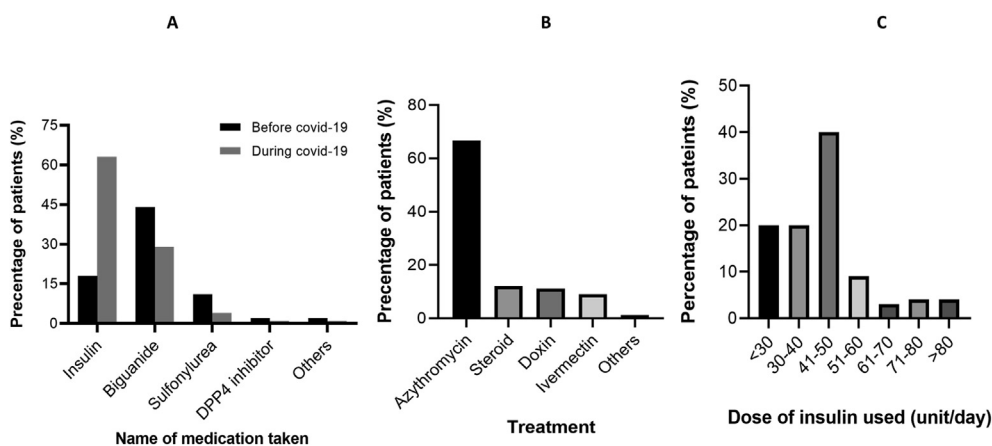 A
B
C
Precentage of patients (%)
75
60
45
30
15
0
Before covid-19
During covid-19
Insulin
Biguanide
Sulfonylurea
DPP4 inhibitor
Others
Name of medication taken
Precentage of patients (%)
80
60
40
20
0
Azythromycin
Steroid
Doxin
Ivermectin
Others
Treatment
Percentage of pateints (%)
50
40
30
20
10
0
<30
30-40
41-50
51-60
61-70
71-80
>80
Dose of insulin used (unit/day)